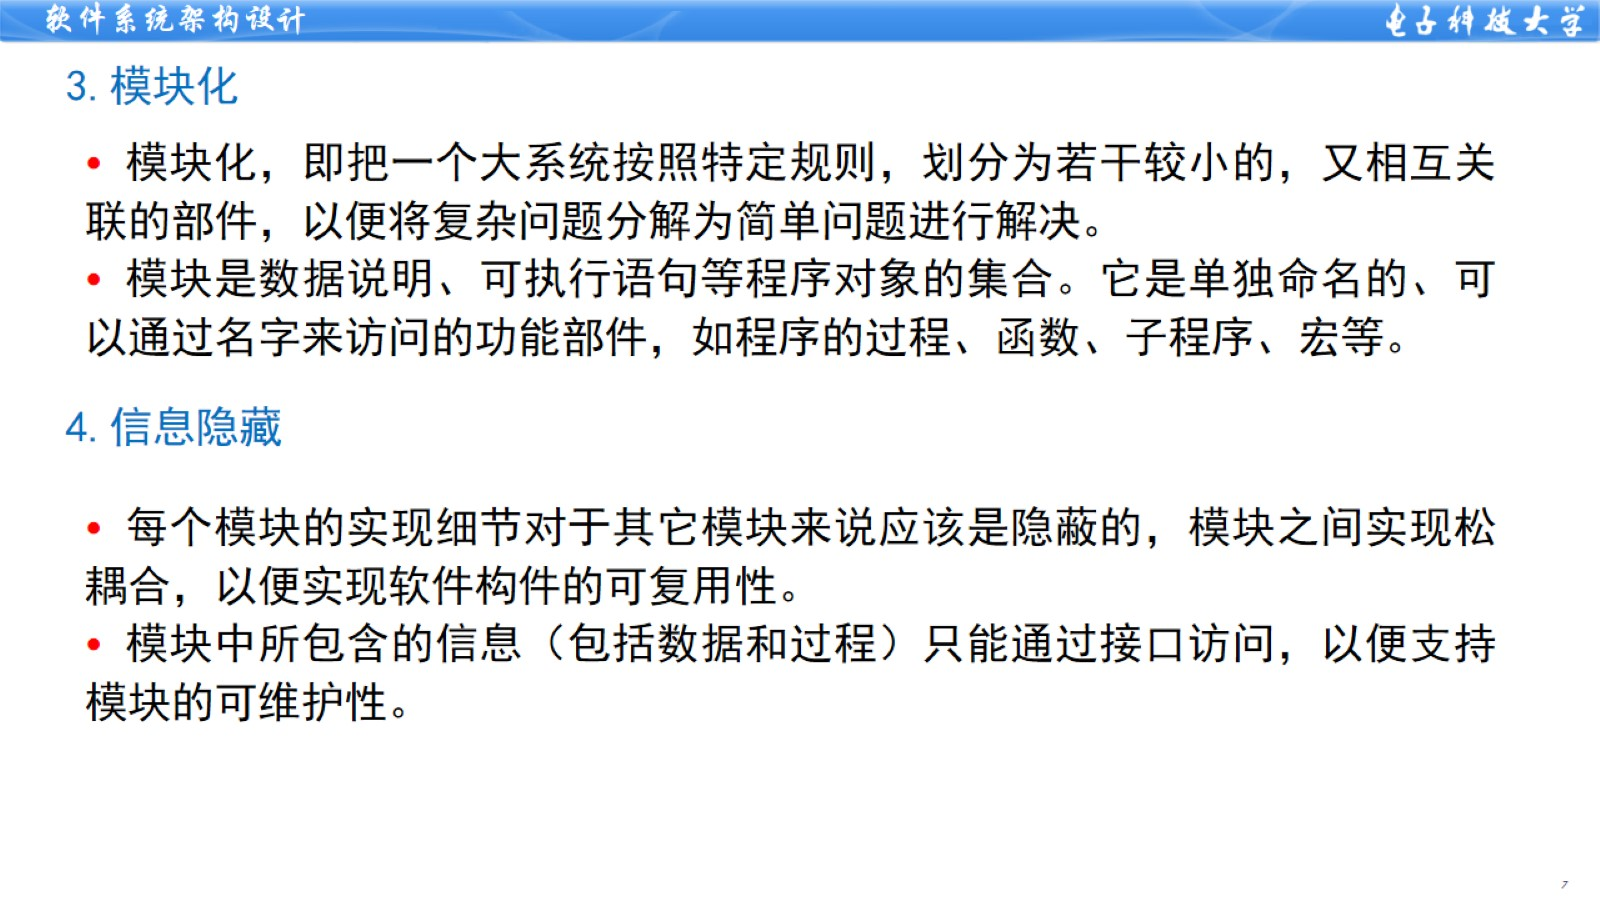 软件系统架构设计
电子科技大学
3. 模块化
• 模块化，即把一个大系统按照特定规则，划分为若干较小的，又相互关
联的部件，以便将复杂问题分解为简单问题进行解决。
• 模块是数据说明、可执行语句等程序对象的集合。它是单独命名的、可
以通过名字来访问的功能部件，如程序的过程、函数、子程序、宏等。
4. 信息隐藏
• 每个模块的实现细节对于其它模块来说应该是隐蔽的，模块之间实现松
耦合，以便实现软件构件的可复用性。
• 模块中所包含的信息（包括数据和过程）只能通过接口访问，以便支持
模块的可维护性。
7